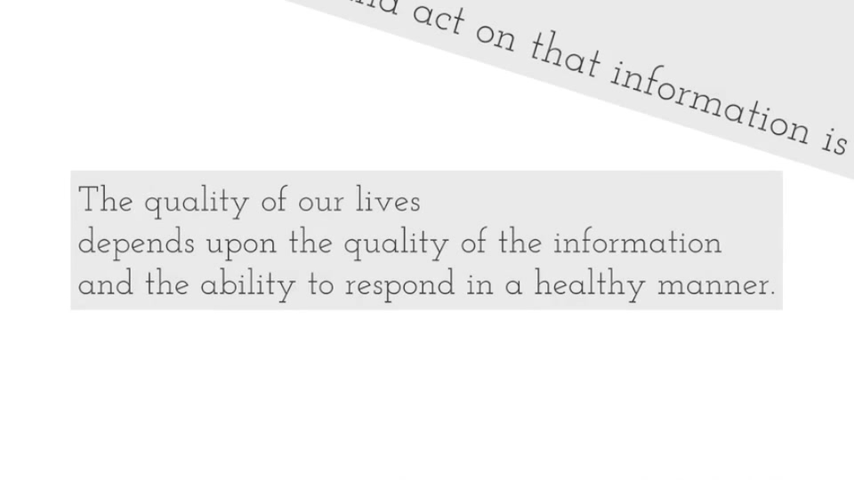 act on that information is
The quality of our lives
depends upon the quality of the information
and the ability to respond in a healthy manner.